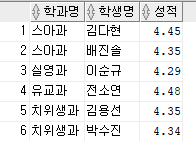 학과명 학생명 성적
1 스마과 김다현 4.45
2 스마과 배진솔 4.35
3 실영과 이순규 4.29
4 유교과 전소연 4.48
5 치위생과 김용선 4.35
6 치위생과 박수진 4.34